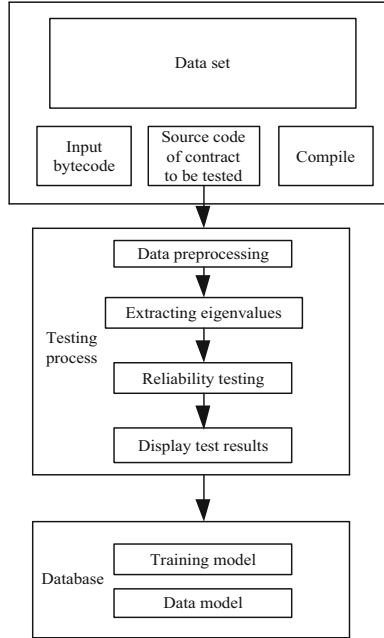 Data set
Input
bytecode
Source code
of contract
to be tested
Compile
Data preprocessing
Extracting eigenvalues
Testing
process
Reliability testing
Display test results
Training model
Database
Data model